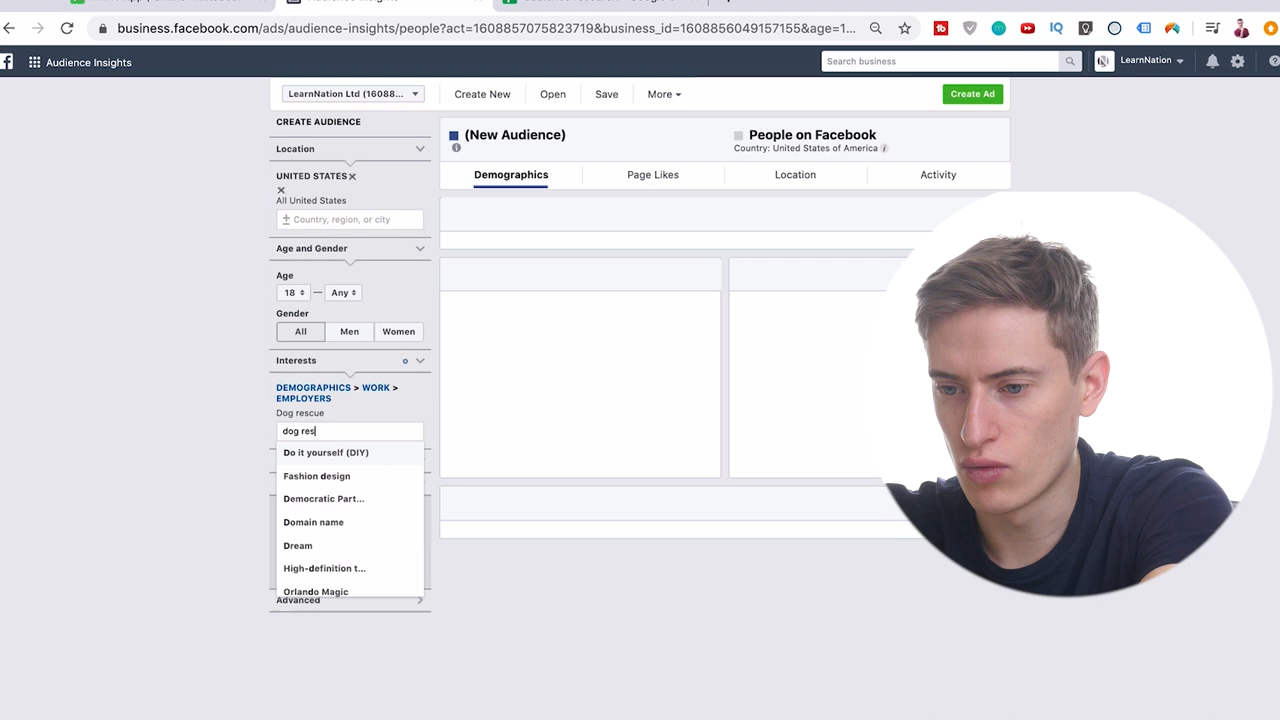 business.facebook.com/ads/audience-insights/people?act=160885707582​3719&business_id=1608856049157155&age=1...
Audience Insights
Search business
LearnNation
LearnNation Ltd (16088...
Create New
Open
Save
More
Create Ad
CREATE AUDIENCE
Location
UNITED STATES
All United States
Country, region, or city
Age and Gender
Age
18
—
Any
Gender
All
Men
Women
Interests
DEMOGRAPHICS > WORK >
EMPLOYERS
Dog rescue
dog res
Do it yourself (DIY)
Fashion design
Democratic Part...
Domain name
Dream
High-definition t...
Orlando Magic
Advanced
(New Audience)
People on Facebook
Country: United States of America
Demographics
Page Likes
Location
Activity